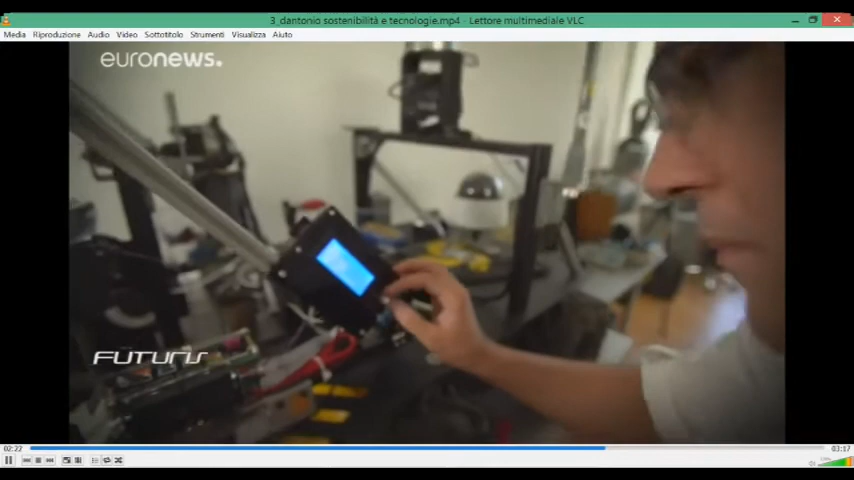 3_dantonio sostenibilità e tecnologie.mp4 - Lettore multimediale VLC
Media Riproduzione Audio Video Sottotitolo Strumenti Visualizza Aiuto
euronews.
FUTURIS
02:22 03:17